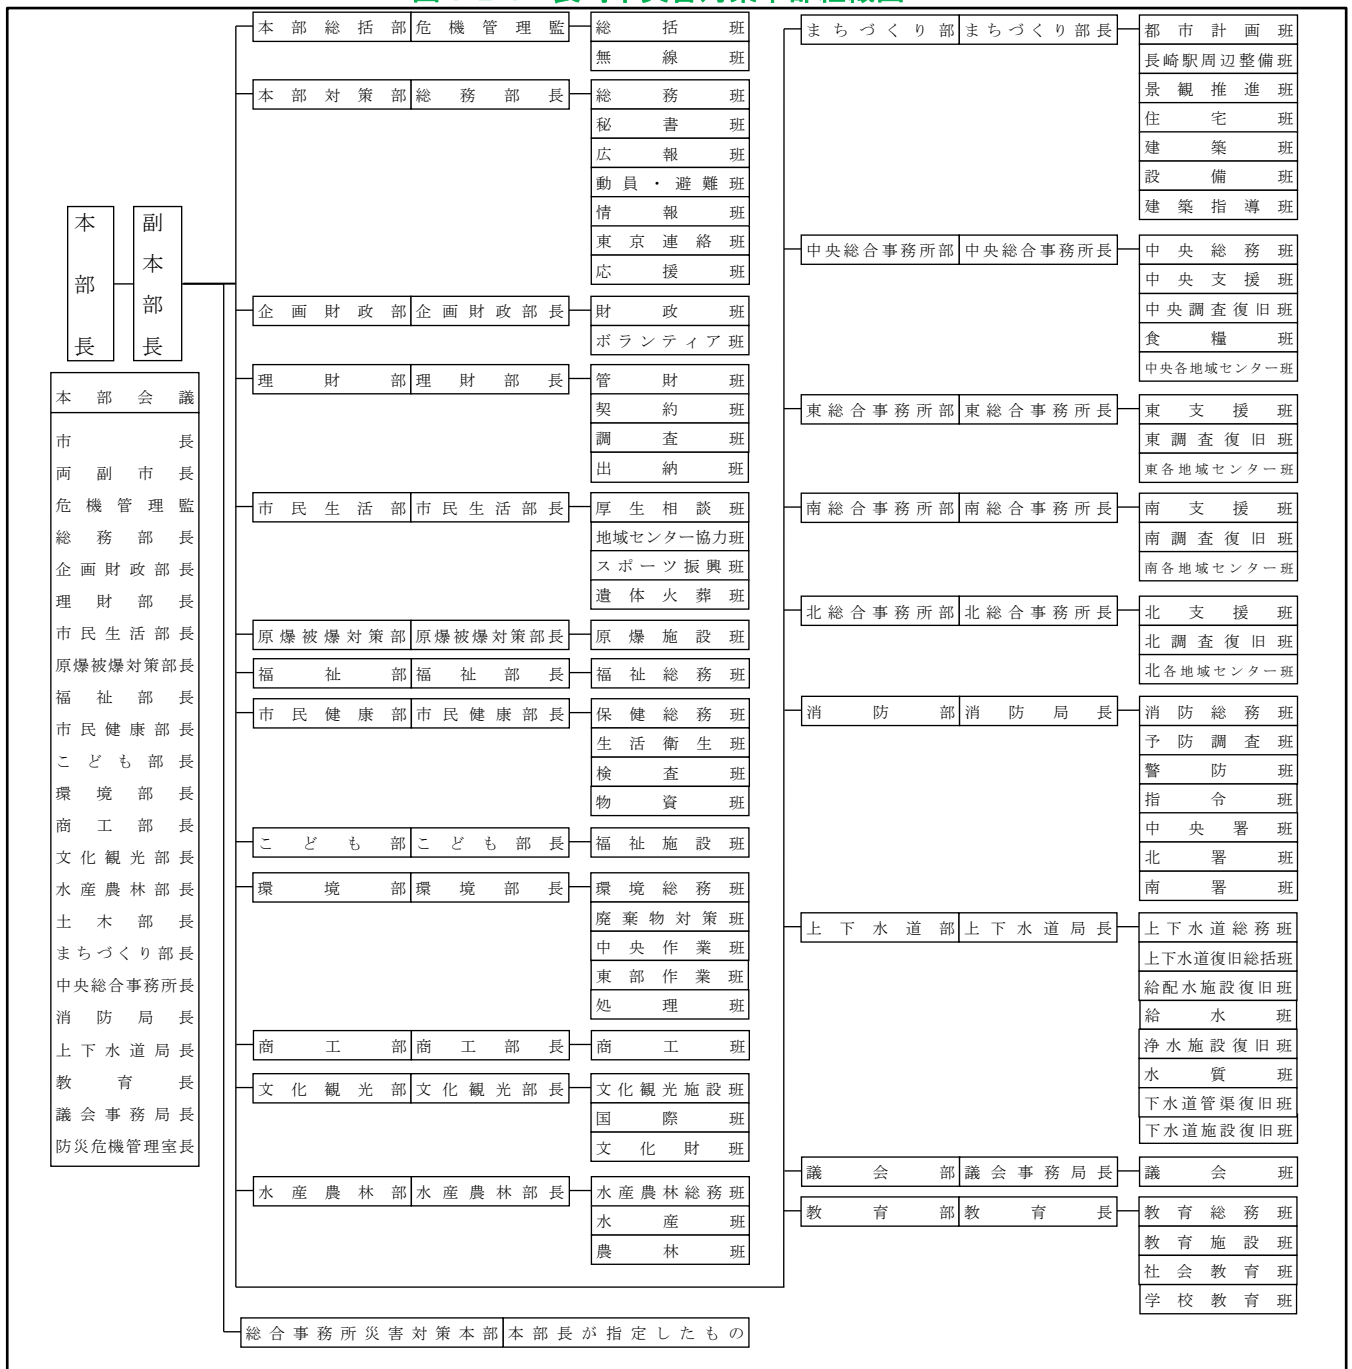 本部長
副本部長
本部会議
市長
両副市長
危機管理監
総務部長
企画財政部長
理財部長
市民生活部長
原爆被爆対策部長
福祉部長
市民健康部長
こども部長
環境部長
商工部長
文化観光部長
水産農林部長
土木部長
まちづくり部長
中央総合事務所長
消防局長
上下水道局長
教育長
議会事務局長
防災危機管理室長
本部総括部 危機管理監 総括班
無線班
本部対策部 総務部長 総務班
秘書班
広報班
動員・避難班
情報班
東京連絡班
応援班
企画財政部 企画財政部長 財政班
ボランティア班
理財部 理財部長 管財班
契約班
調査班
出納班
市民生活部 市民生活部長 厚生相談班
地域センター協力班
スポーツ振興班
遺体火葬班
原爆被爆対策部 原爆被爆対策部長 原爆施設班
福祉部 福祉部長 福祉総務班
市民健康部 市民健康部長 保健総務班
生活衛生班
検査班
物資班
こども部 こども部長 福祉施設班
環境部 環境部長 環境総務班
廃棄物対策班
中央作業班
東部作業班
処理班
商工部 商工部長 商工班
文化観光部 文化観光部長 文化観光施設班
国際班
文化財班
水産農林部 水産農林部長 水産農林総務班
水産班
農林班
総合事務所災害対策本部 本部長が指定したもの
まちづくり部 まちづくり部長 都市計画班
長崎駅周辺整備班
景観推進班
住宅班
建築班
設備班
建築指導班
中央総合事務所部 中央総合事務所長 中央総務班
中央支援班
中央調査復旧班
食糧班
中央各地域センター班
東総合事務所部 東総合事務所長 東支援班
東調査復旧班
東各地域センター班
南総合事務所部 南総合事務所長 南支援班
南調査復旧班
南各地域センター班
北総合事務所部 北総合事務所長 北支援班
北調査復旧班
北各地域センター班
消防部 消防局長 消防総務班
予防調査班
警防班
指令班
中央署班
北署班
南署班
上下水道部 上下水道局長 上下水道総務班
上下水道復旧総括班
給配水施設復旧班
給水班
浄水施設復旧班
水質班
下水道管渠復旧班
下水道施設復旧班
議会部 議会事務局長 議会班
教育部 教育長 教育総務班
教育施設班
社会教育班
学校教育班